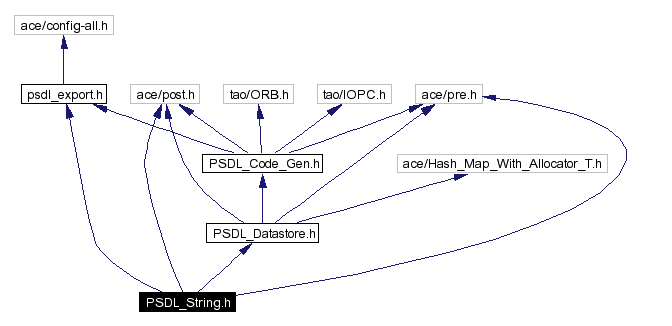 ace/config-all.h
psdl_export.h
ace/post.h
tao/ORB.h
tao/IOPC.h
ace/pre.h
PSDL_Code_Gen.h
ace/Hash_Map_With_Allocator_T.h
PSDL_Datastore.h
PSDL_String.h